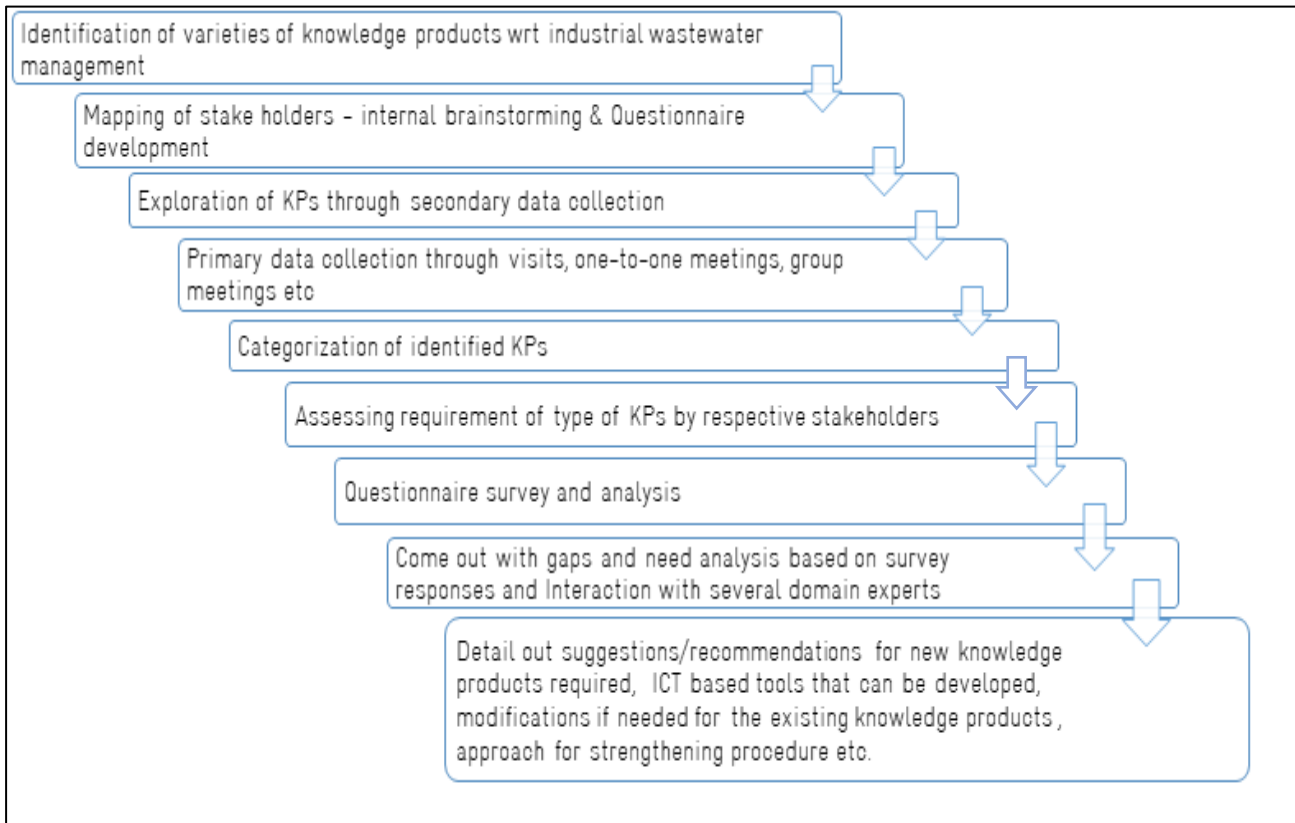 Identification of varieties of knowledge products wrt industrial wastewater
management
Mapping of stake holders - internal brainstorming & Questionnaire
development
Exploration of KPs through secondary data collection
Primary data collection through visits, one-to-one meetings, group
meetings etc
Categorization of identified KPs
Assessing requirement of type of KPs by respective stakeholders
Questionnaire survey and analysis
Come out with gaps and need analysis based on survey
responses and Interaction with several domain experts
Detail out suggestions/recommendations for new knowledge
products required, ICT based tools that can be developed,
modifications if needed for the existing knowledge products ,
approach for strengthening procedure etc.